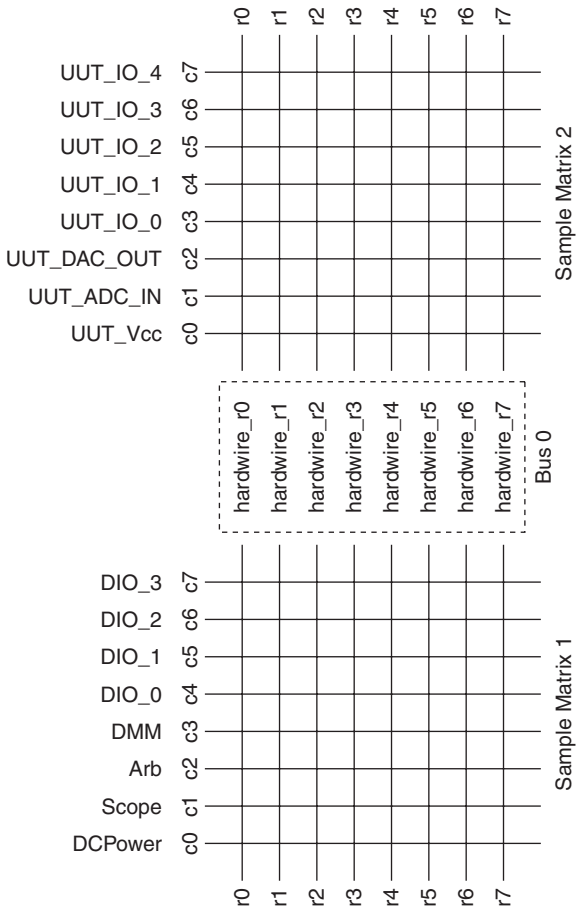 r0 r1 r2 r3 r4 r5 r6 r7
UUT_IO_4 c7
UUT_IO_3 c6
UUT_IO_2 c5
UUT_IO_1 c4
UUT_IO_0 c3
UUT_DAC_OUT c2
UUT_ADC_IN c1
UUT_Vcc c0
Sample Matrix 2
hardwire_r0
hardwire_r1
hardwire_r2
hardwire_r3
hardwire_r4
hardwire_r5
hardwire_r6
hardwire_r7
Bus 0
DIO_3 c7
DIO_2 c6
DIO_1 c5
DIO_0 c4
DMM c3
Arb c2
Scope c1
DCPower c0
Sample Matrix 1
r0 r1 r2 r3 r4 r5 r6 r7